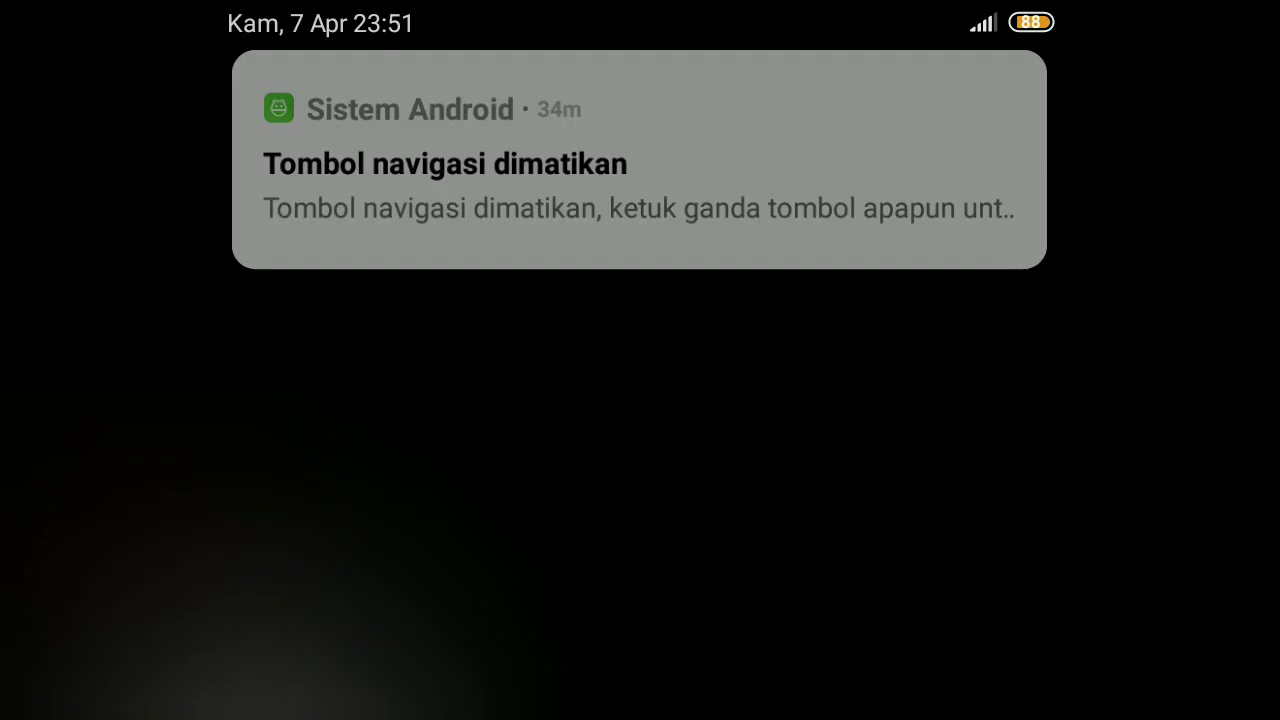 Kam, 7 Apr 23:51
88
Sistem Android · 34m
Tombol navigasi dimatikan
Tombol navigasi dimatikan, ketuk ganda tombol apapun unt..